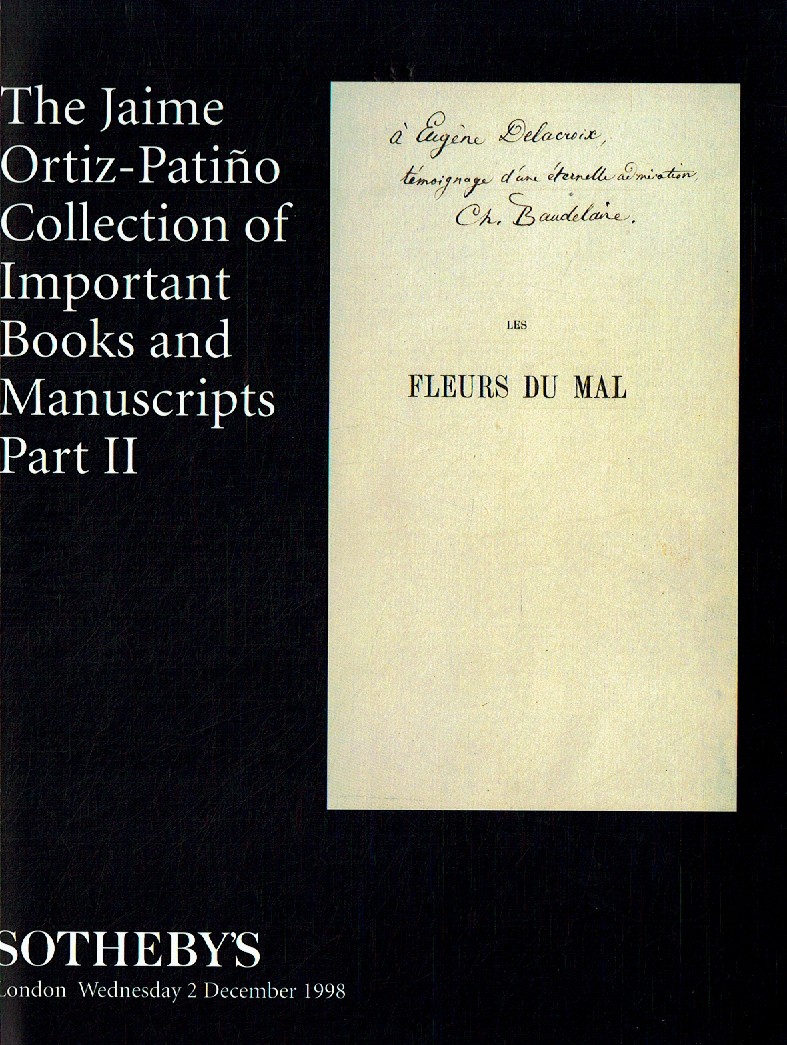 The Jaime
Ortiz-Patiño
Collection of
Important
Books and
Manuscripts
Part II
à Eugène Delacroix,
témoignage d'une éternelle admiration,
Ch. Baudelaire.
LES
FLEURS DU MAL
SOTHEBY'S
London Wednesday 2 December 1998